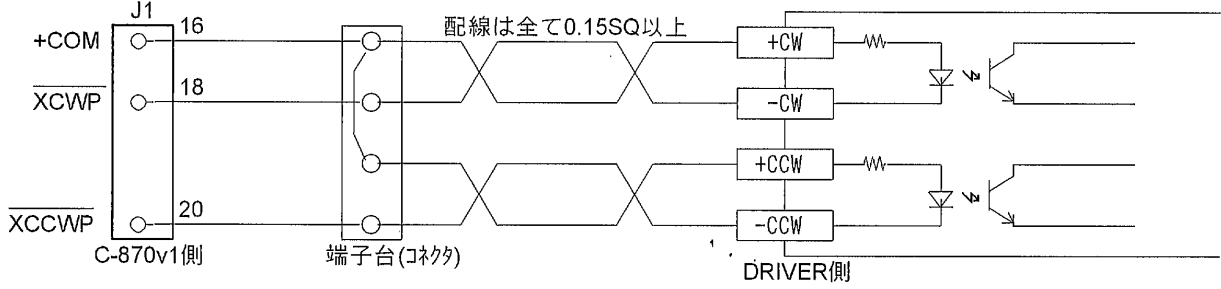 J1
配線は全て0.15SQ以上
+COM
16
+CW
XCWP
18
-CW
+CCW
XCCWP
20
-CCW
C-870v1側
端子台(コネクタ)
DRIVER側